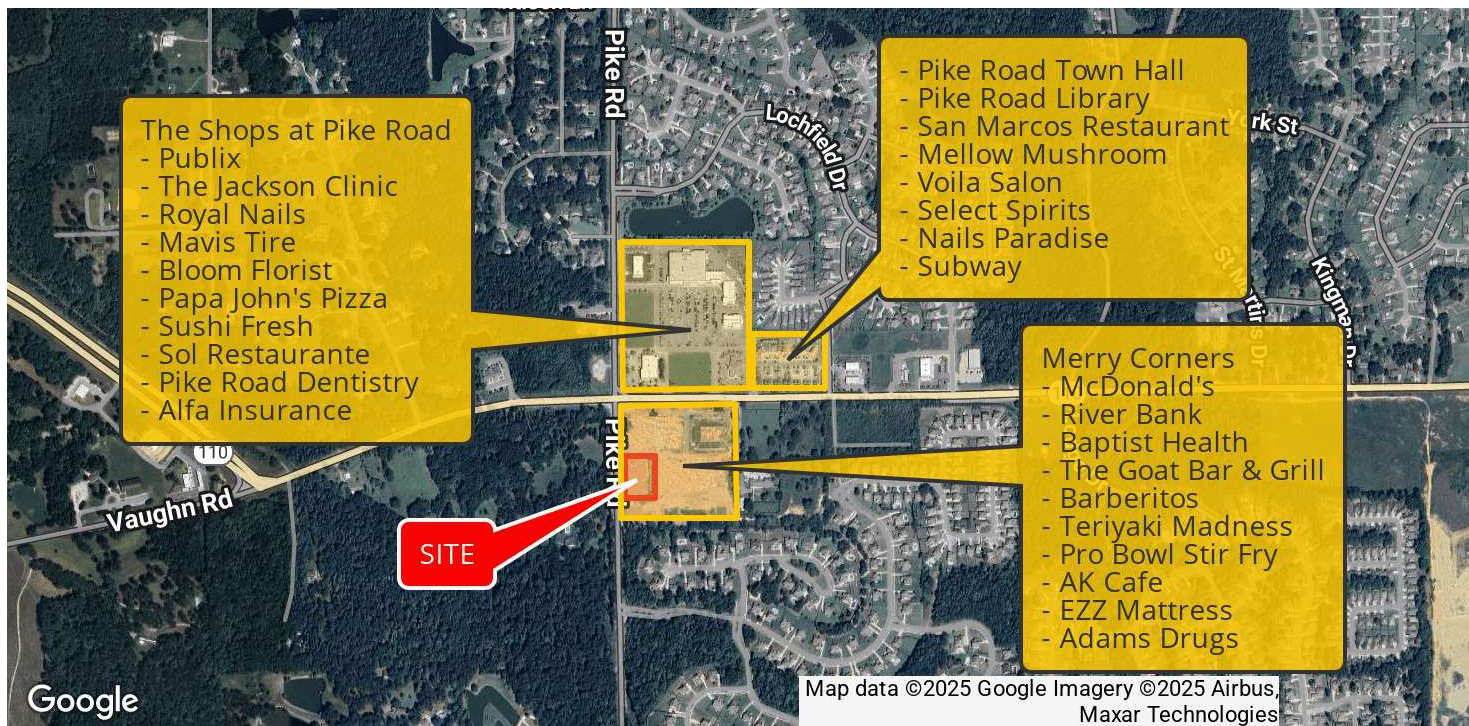 Pike Rd
Lochfield Dr
The Shops at Pike Road
- Publix
- The Jackson Clinic
- Royal Nails
- Mavis Tire
- Bloom Florist
- Papa John's Pizza
- Sushi Fresh
- Sol Restaurante
- Pike Road Dentistry
- Alfa Insurance
- Pike Road Town Hall
- Pike Road Library
- San Marcos Restaurant
- Mellow Mushroom
- Voila Salon
- Select Spirits
- Nails Paradise
- Subway
York St
St Martins Dr
Kingman Dr
Merry Corners
- McDonald's
- River Bank
- Baptist Health
- The Goat Bar & Grill
- Barberitos
- Teriyaki Madness
- Pro Bowl Stir Fry
- AK Cafe
- EZZ Mattress
- Adams Drugs
110
Vaughn Rd
Pike Rd
SITE
Google
Map data ©2025 Google Imagery ©2025 Airbus,
Maxar Technologies